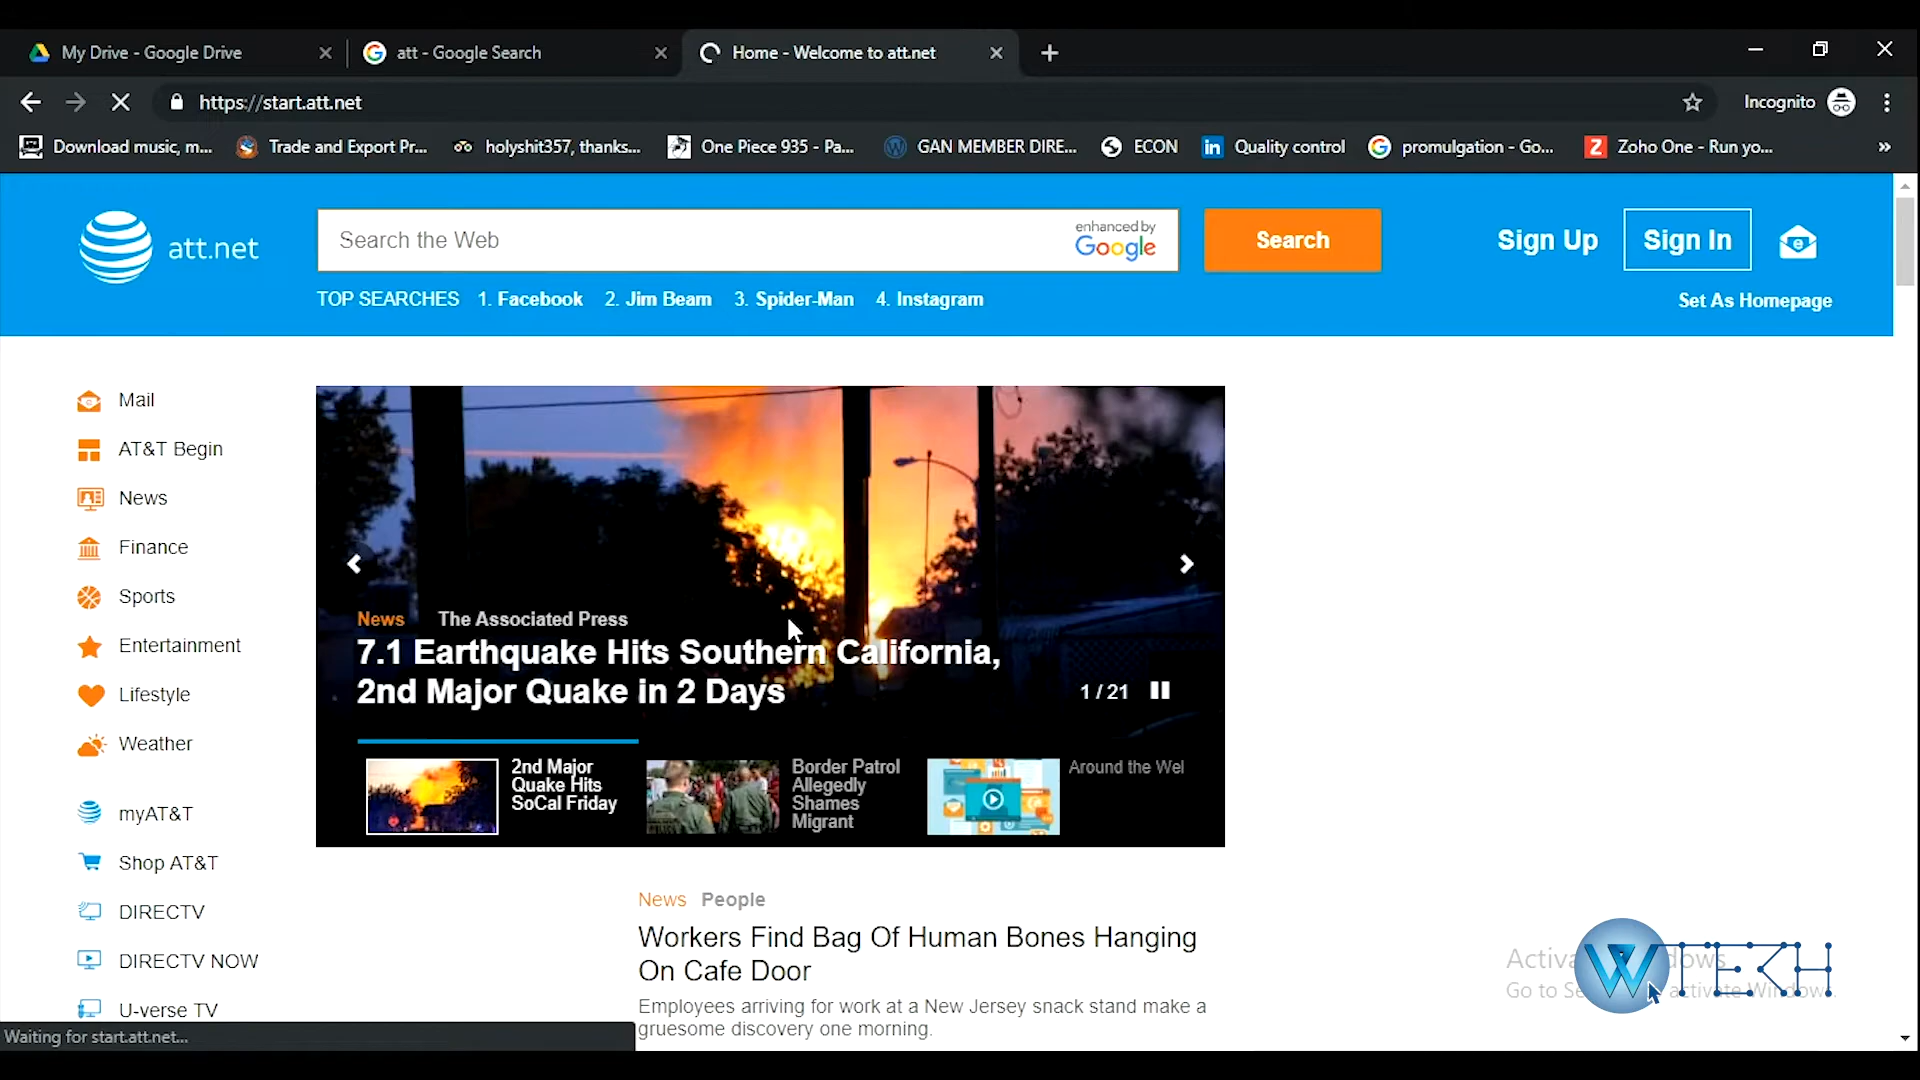 My Drive - Google Drive
att - Google Search
Home - Welcome to att.net
https://start.att.net
Incognito
Download music, m...
Trade and Export Pr...
holyshit357, thanks...
One Piece 935 - Pa...
GAN MEMBER DIRE...
ECON
in Quality control
promulgation - Go...
Z Zoho One - Run yo...
att.net
Search the Web
enhanced by
Google
Search
Sign Up
Sign In
TOP SEARCHES 1. Facebook 2. Jim Beam 3. Spider-Man 4. Instagram
Set As Homepage
Mail
AT&T Begin
News
Finance
Sports
Entertainment
Lifestyle
Weather
myAT&T
Shop AT&T
DIRECTV
DIRECTV NOW
U-verse TV
News The Associated Press
7.1 Earthquake Hits Southern California,
2nd Major Quake in 2 Days
1 / 21
2nd Major
Quake Hits
SoCal Friday
Border Patrol
Allegedly
Shames
Migrant
Around the Wel
News People
Workers Find Bag Of Human Bones Hanging
On Cafe Door
Employees arriving for work at a New Jersey snack stand make a
gruesome discovery one morning.
WTEKH
Waiting for start.att.net...